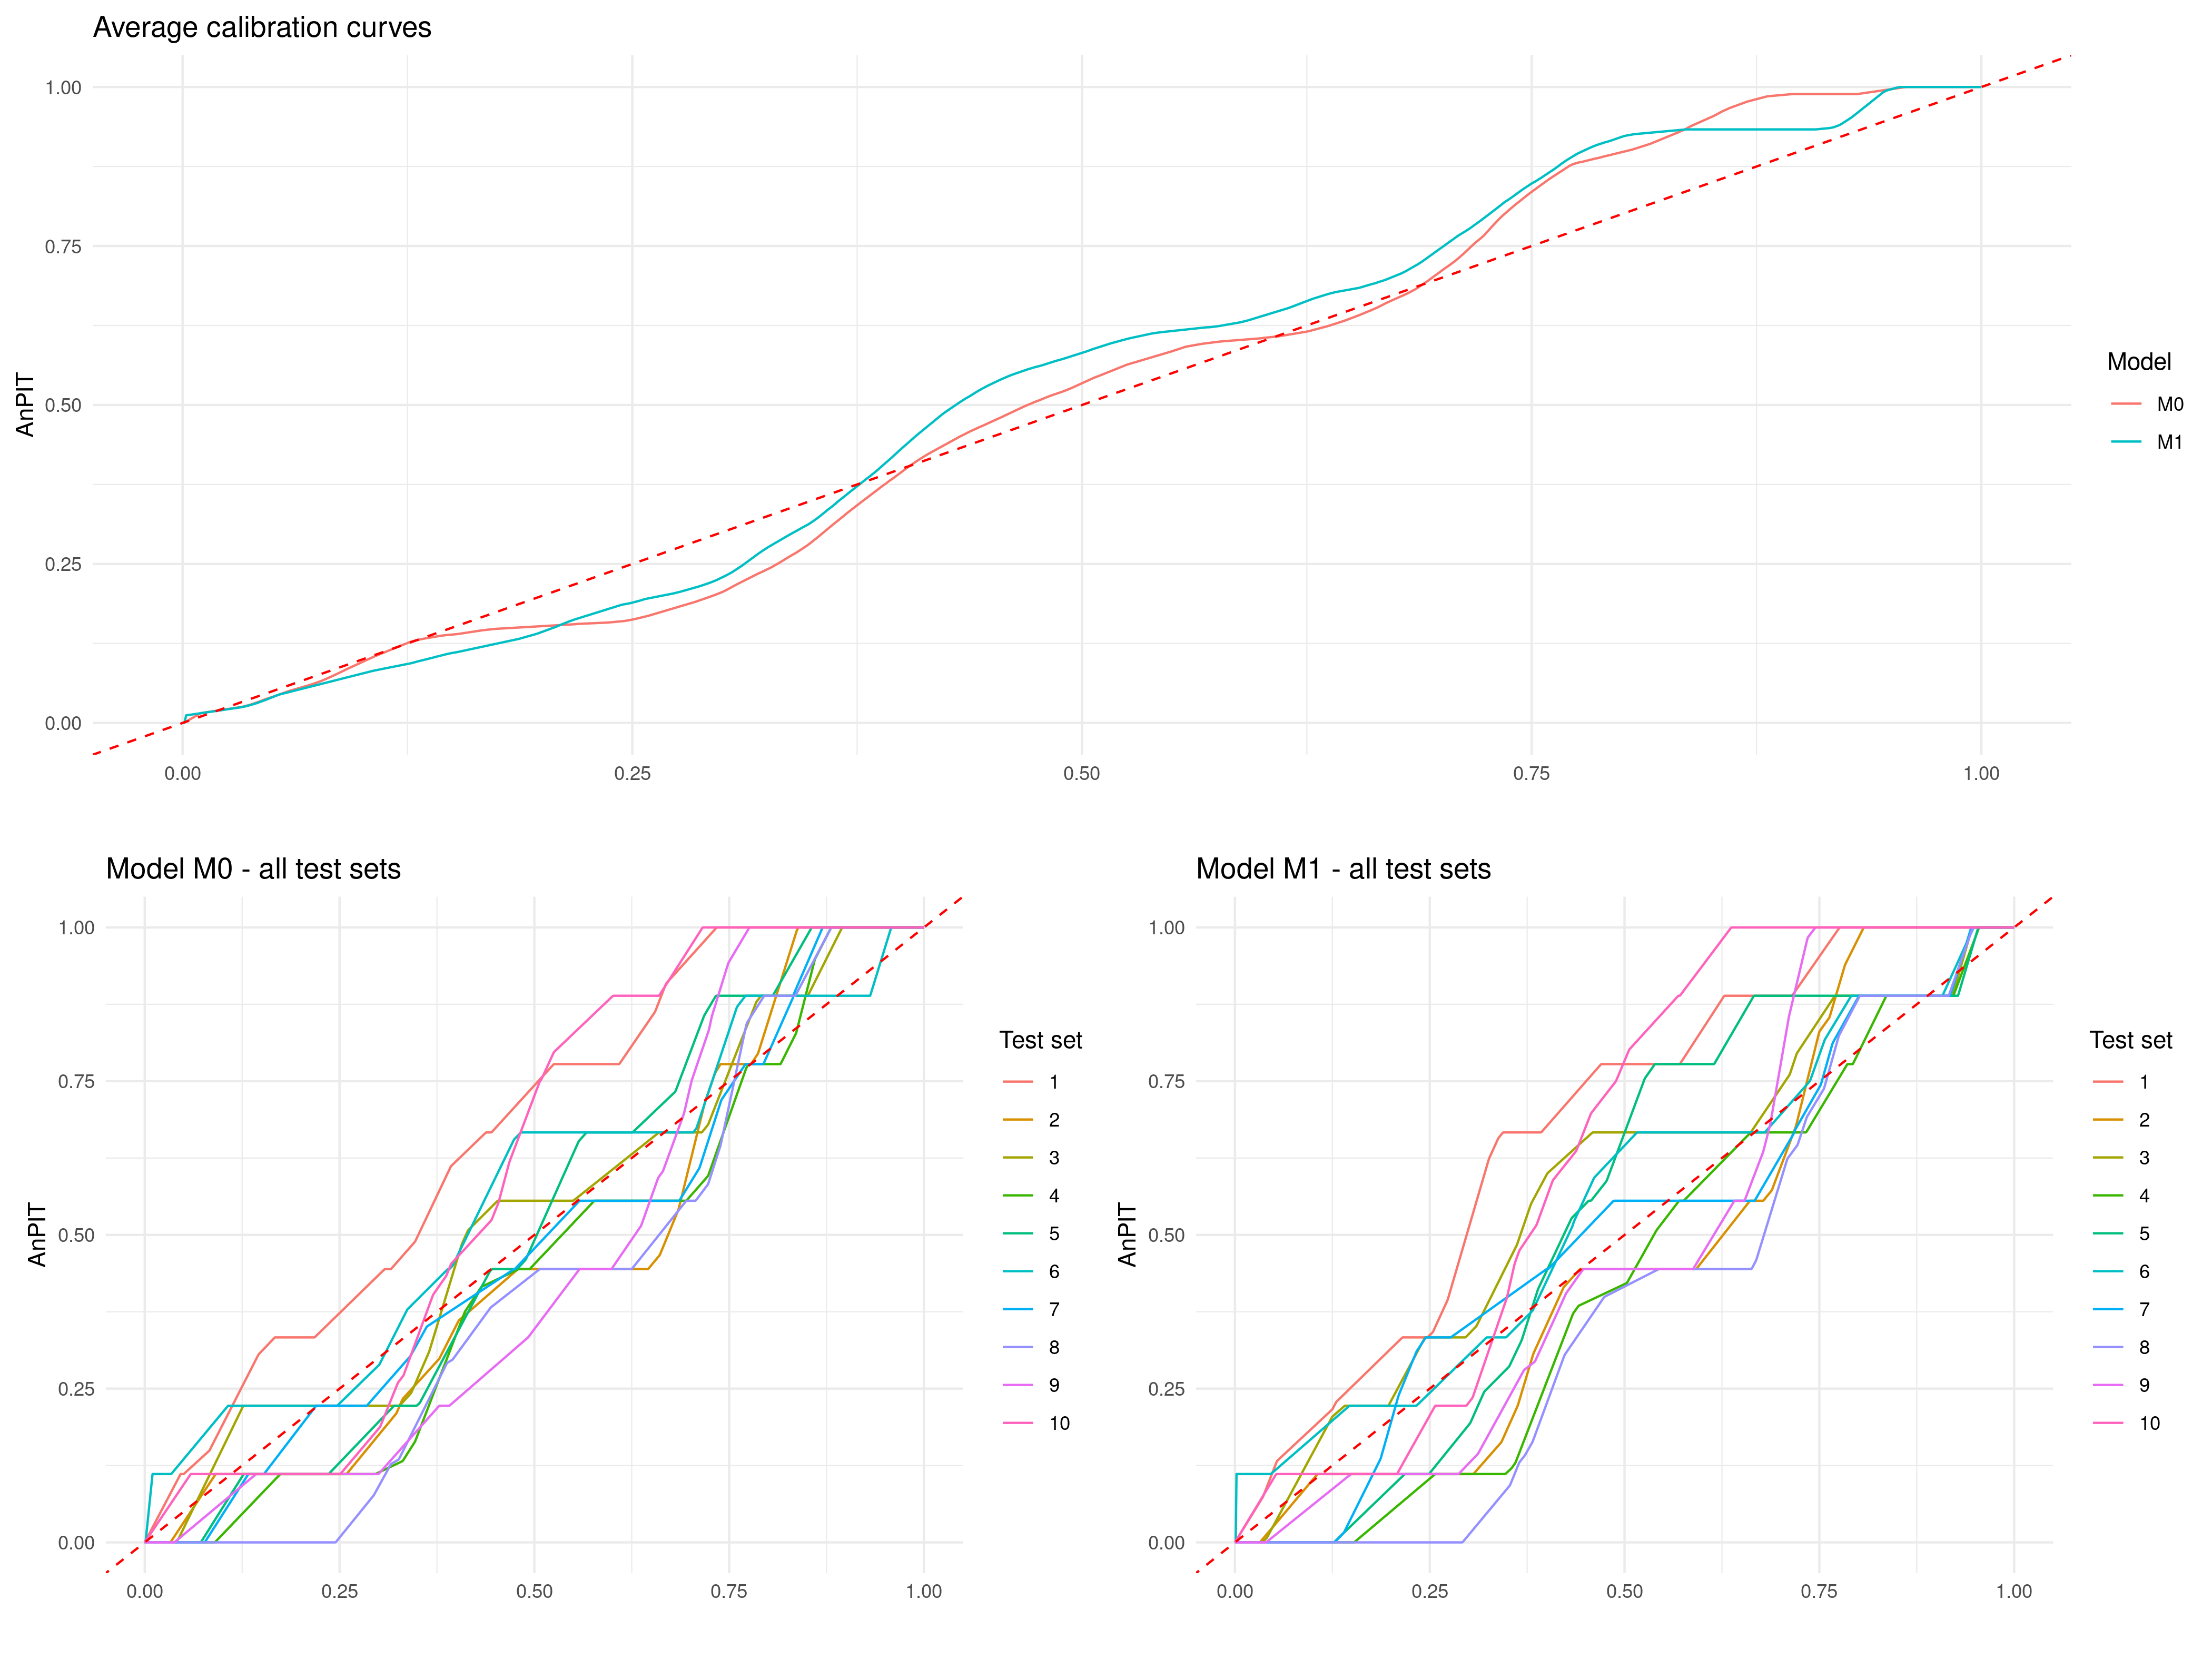 Average calibration curves
1.00
0.75
0.50
0.25
0.00
AnPIT
0.00 0.25 0.50 0.75 1.00
Model
M0
M1
Model M0 - all test sets
1.00
0.75
0.50
0.25
0.00
AnPIT
0.00 0.25 0.50 0.75 1.00
Test set
1
2
3
4
5
6
7
8
9
10
Model M1 - all test sets
1.00
0.75
0.50
0.25
0.00
AnPIT
0.00 0.25 0.50 0.75 1.00
Test set
1
2
3
4
5
6
7
8
9
10